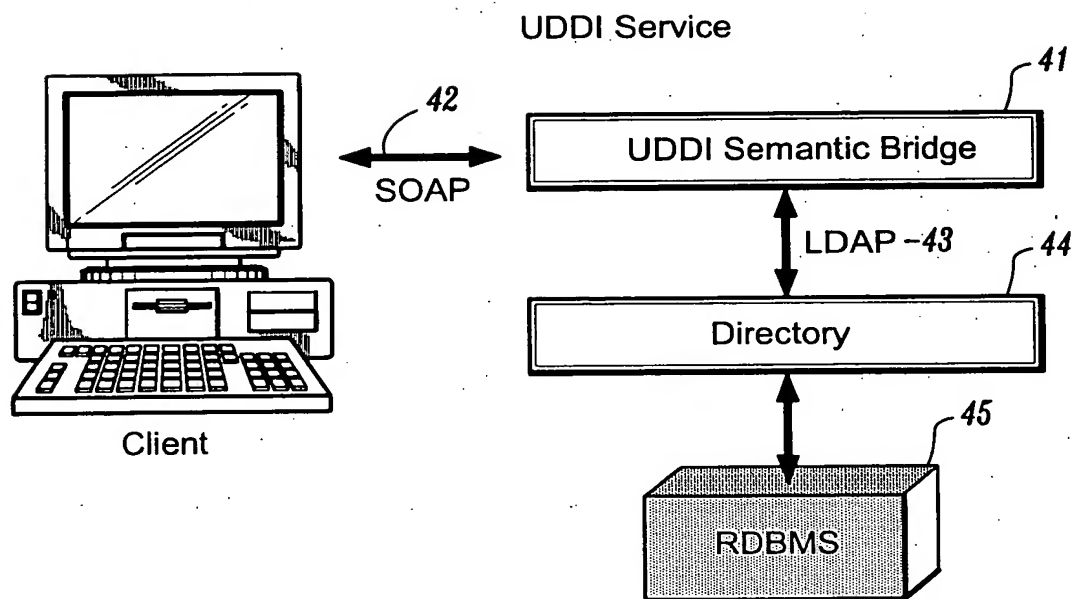 UDDI Service
41
UDDI Semantic Bridge
42
SOAP
LDAP - 43
44
Directory
Client
45
RDBMS